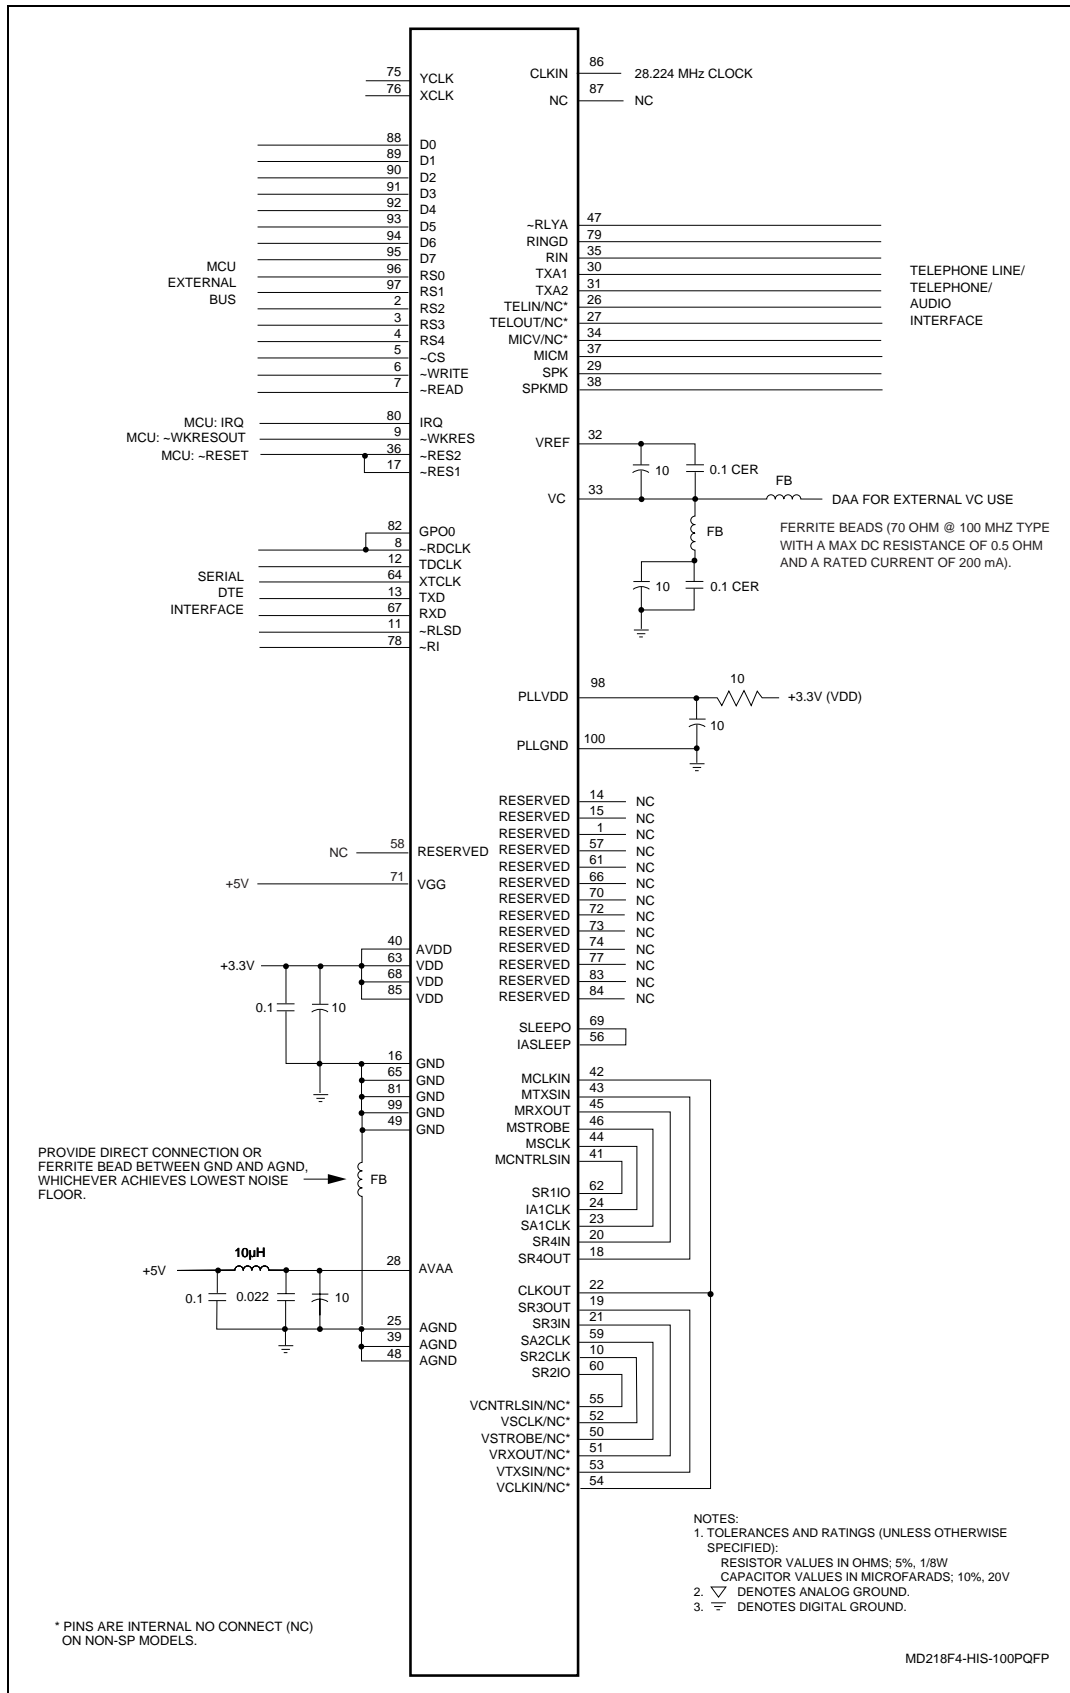 75 YCLK
76 XCLK
88 D0
89 D1
90 D2
91 D3
92 D4
93 D5
94 D6
95 D7
96 RS0
97 RS1
2 RS2
3 RS3
4 RS4
5 ~CS
6 ~WRITE
7 ~READ
MCU
EXTERNAL
BUS
MCU: IRQ 80 IRQ
MCU: ~WKRESOUT 9 ~WKRES
MCU: ~RESET 36 ~RES2
17 ~RES1
82 GPO0
8 ~RDCLK
12 TDCLK
64 XTCLK
13 TXD
67 RXD
11 ~RLSD
78 ~RI
SERIAL
DTE
INTERFACE
NC 58 RESERVED
+5V 71 VGG
40 AVDD
+3.3V 63 VDD
68 VDD
85 VDD
0.1 10
16 GND
65 GND
81 GND
99 GND
49 GND
PROVIDE DIRECT CONNECTION OR
FERRITE BEAD BETWEEN GND AND AGND,
WHICHEVER ACHIEVES LOWEST NOISE
FLOOR.
FB
10µH
+5V 28 AVAA
0.1 0.022 10
25 AGND
39 AGND
48 AGND
CLKIN 86 28.224 MHz CLOCK
NC 87 NC
~RLYA 47
RINGD 79
RIN 35
TXA1 30
TXA2 31
TELIN/NC* 26
TELOUT/NC* 27
MICV/NC* 34
MICM 37
SPK 29
SPKMD 38
TELEPHONE LINE/
TELEPHONE/
AUDIO
INTERFACE
VREF 32
10 0.1 CER
VC 33
FB
DAA FOR EXTERNAL VC USE
FB
10 0.1 CER
FERRITE BEADS (70 OHM @ 100 MHZ TYPE
WITH A MAX DC RESISTANCE OF 0.5 OHM
AND A RATED CURRENT OF 200 mA).
PLLVDD 98 10 +3.3V (VDD)
10
PLLGND 100
RESERVED 14 NC
RESERVED 15 NC
RESERVED 1 NC
RESERVED 57 NC
RESERVED 61 NC
RESERVED 66 NC
RESERVED 70 NC
RESERVED 72 NC
RESERVED 73 NC
RESERVED 74 NC
RESERVED 77 NC
RESERVED 83 NC
RESERVED 84 NC
SLEEPO 69
IASLEEP 56
MCLKIN 42
MTXSIN 43
MRXOUT 45
MSTROBE 46
MSCLK 44
MCNTRLSIN 41
SR1IO 62
IA1CLK 24
SA1CLK 23
SR4IN 20
SR4OUT 18
CLKOUT 22
SR3OUT 19
SR3IN 21
SA2CLK 59
SR2CLK 10
SR2IO 60
VCNTRLSIN/NC* 55
VSCLK/NC* 52
VSTROBE/NC* 50
VRXOUT/NC* 51
VTXSIN/NC* 53
VCLKIN/NC* 54
NOTES:
1. TOLERANCES AND RATINGS (UNLESS OTHERWISE
SPECIFIED):
RESISTOR VALUES IN OHMS; 5%, 1/8W
CAPACITOR VALUES IN MICROFARADS; 10%, 20V
2. DENOTES ANALOG GROUND.
3. DENOTES DIGITAL GROUND.
* PINS ARE INTERNAL NO CONNECT (NC)
ON NON-SP MODELS.
MD218F4-HIS-100PQFP